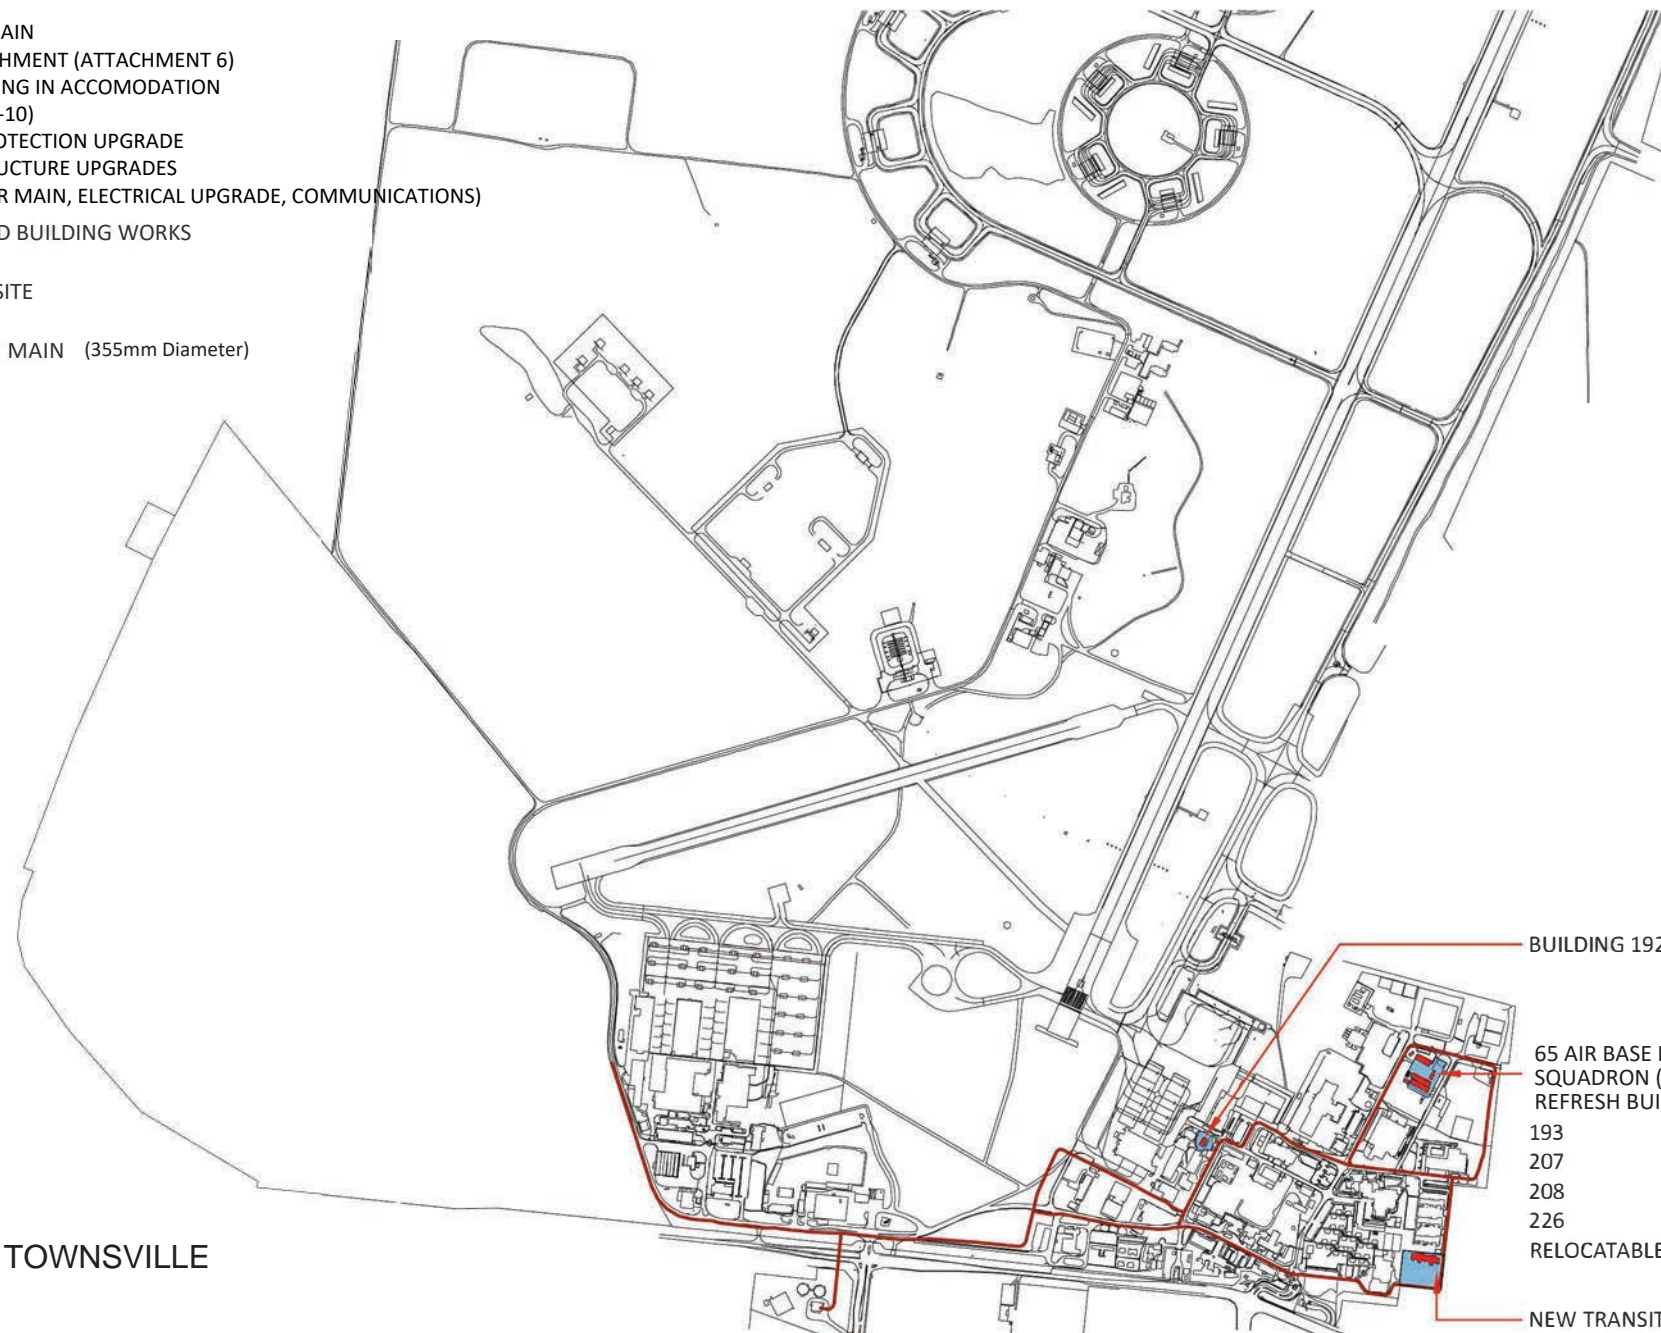 AIN
HMENT (ATTACHMENT 6)
NG IN ACCOMODATION
-10)
OTECTION UPGRADE
UCTURE UPGRADES
R MAIN, ELECTRICAL UPGRADE, COMMUNICATIONS)
D BUILDING WORKS
SITE
MAIN (355mm Diameter)
BUILDING 192
65 AIR BASE
SQUADRON (
REFRESH BUI
193
207
208
226
RELOCATABLE
NEW TRANSIT
TOWNSVILLE